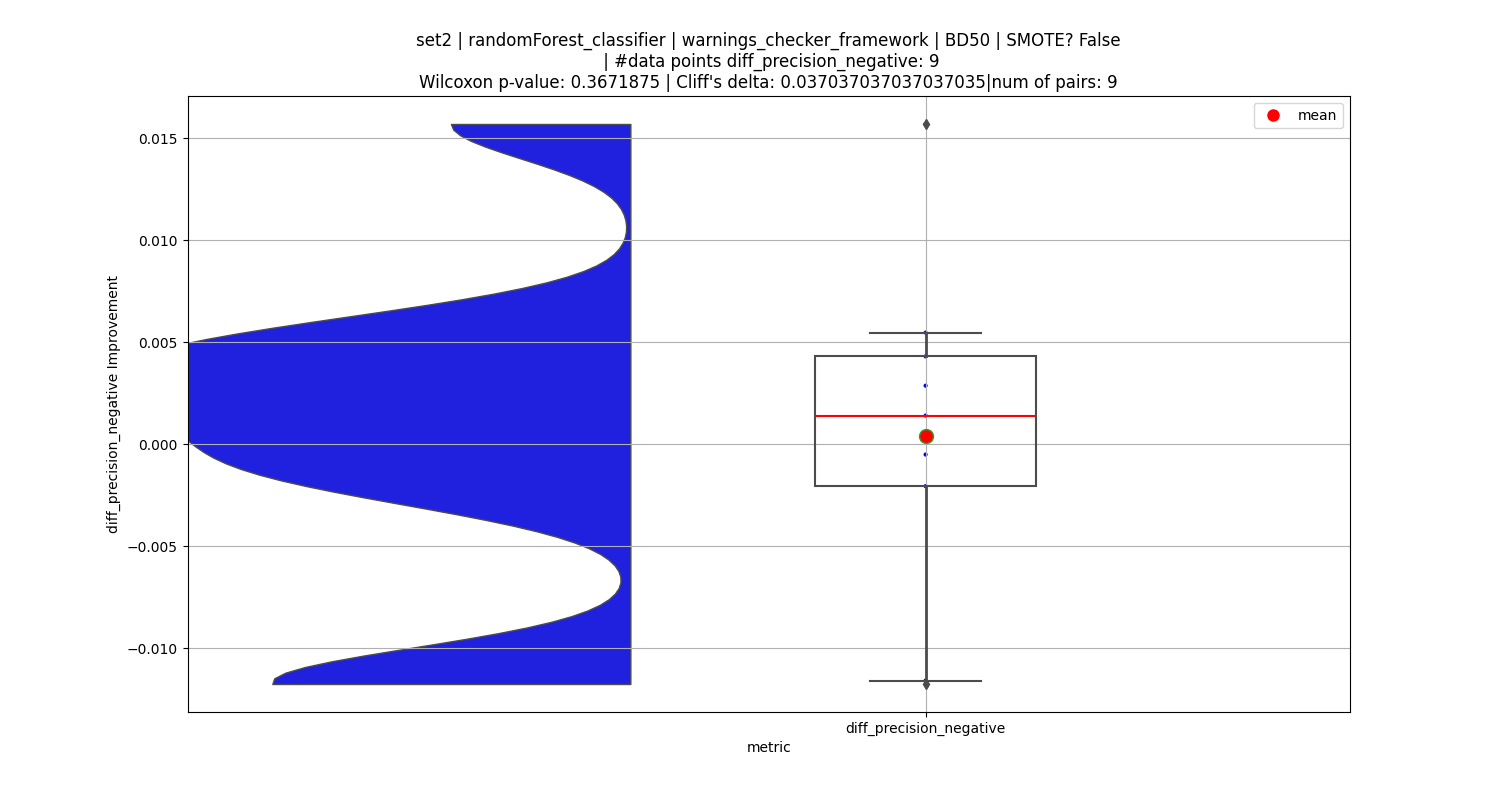 set2 | randomForest_classifier | warnings_checker_framework | BD50 | SMOTE? False
| #data points diff_precision_negative: 9
Wilcoxon p-value: 0.3671875 | Cliff's delta: 0.037037037037037035|num of pairs: 9
mean
0.015
0.010
0.005
0.000
−0.005
−0.010
diff_precision_negative Improvement
diff_precision_negative
metric